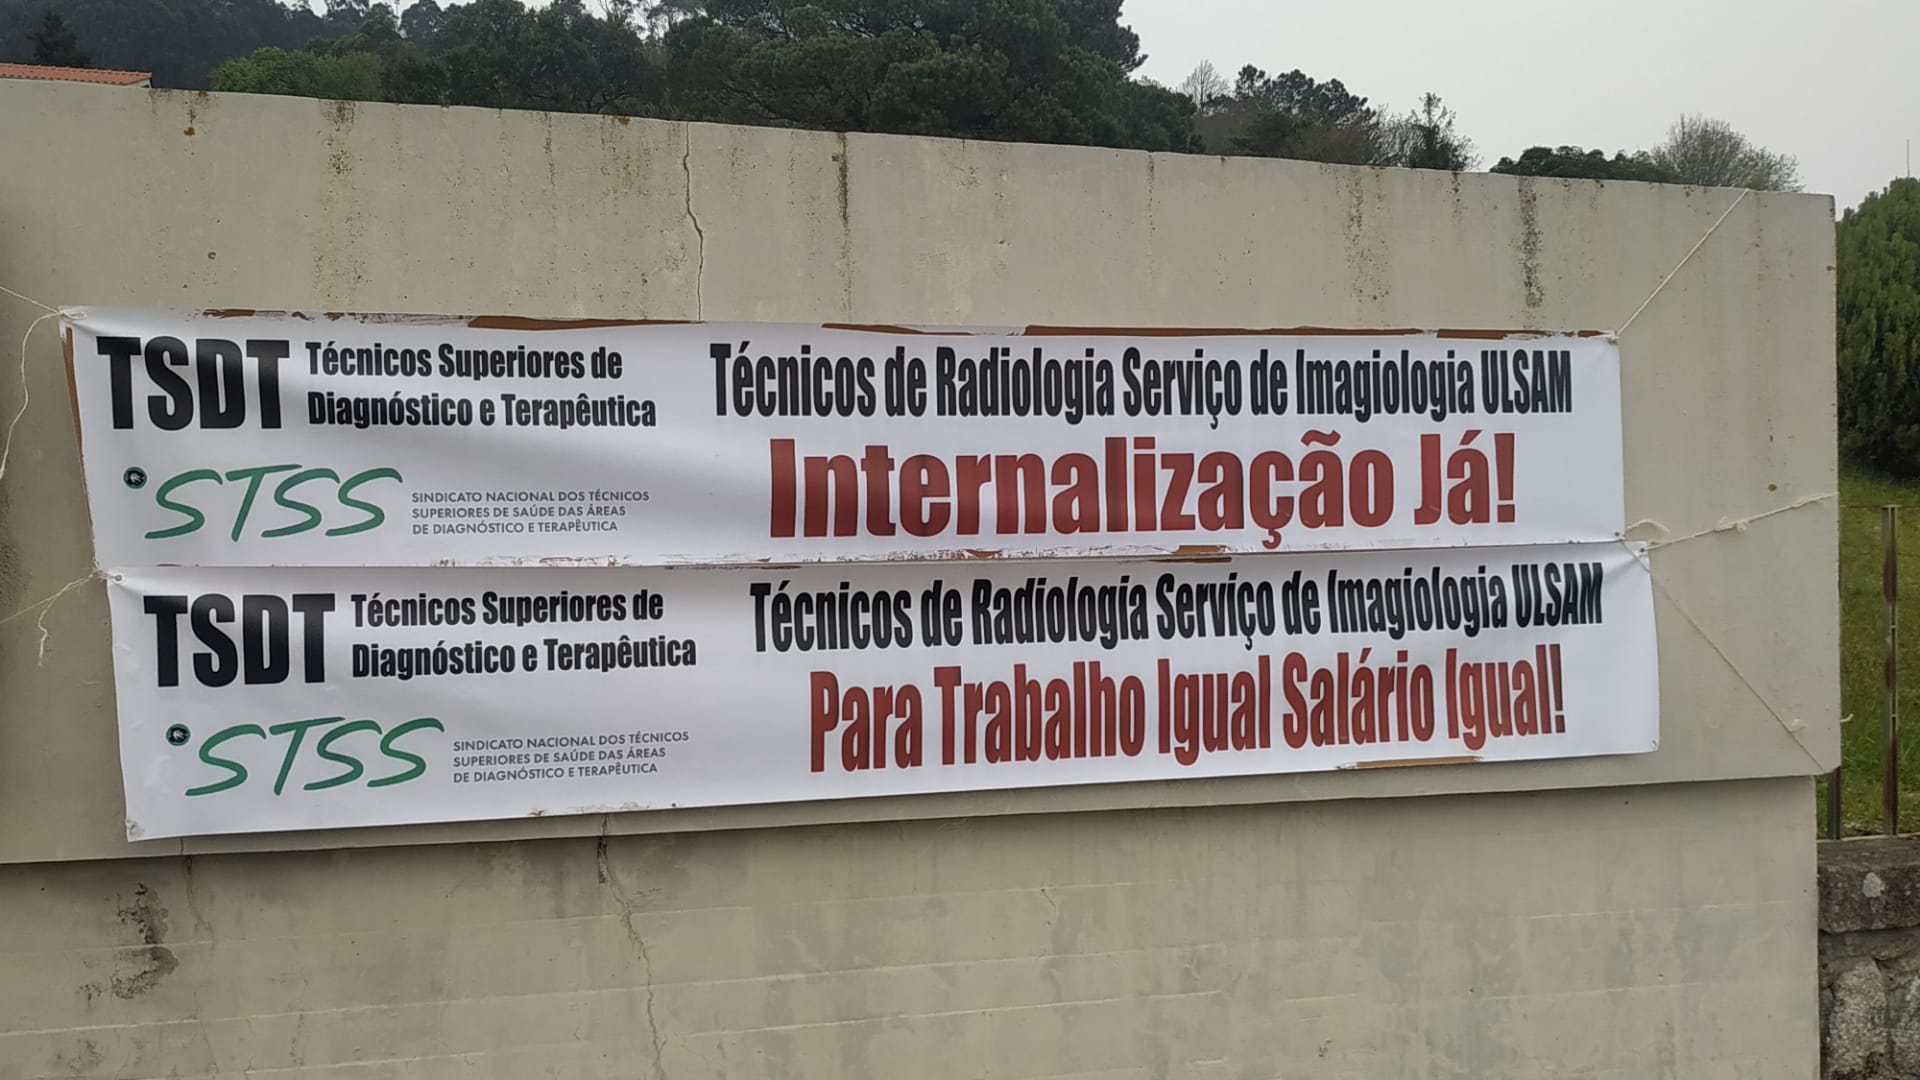 TSDT
Técnicos Superiores de
Diagnóstico e Terapêutica
STSS
SINDICATO NACIONAL DOS TÉCNICOS
SUPERIORES DE SAÚDE DAS ÁREAS
DE DIAGNÓSTICO E TERAPÊUTICA
Técnicos de Radiologia Serviço de Imagiologia ULSAM
Internalização Já!
TSDT
Técnicos Superiores de
Diagnóstico e Terapêutica
STSS
SINDICATO NACIONAL DOS TÉCNICOS
SUPERIORES DE SAÚDE DAS ÁREAS
DE DIAGNÓSTICO E TERAPÊUTICA
Técnicos de Radiologia Serviço de Imagiologia ULSAM
Para Trabalho Igual Salário Igual!